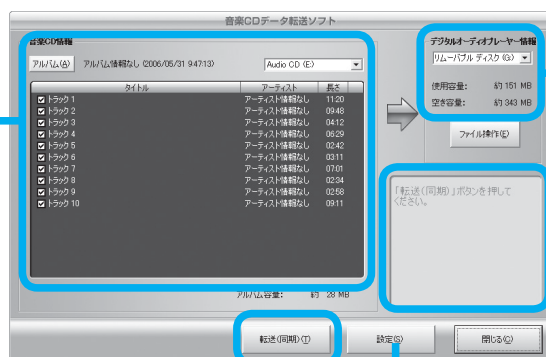 音楽CDデータ転送ソフト
音楽CD情報
アルバム(A) アルバム情報なし (2006/05/31 9:47:13) Audio CD (E:)
タイトル アーティスト 長さ
トラック 1 アーティスト情報なし 11:20
トラック 2 アーティスト情報なし 09:48
トラック 3 アーティスト情報なし 04:12
トラック 4 アーティスト情報なし 06:29
トラック 5 アーティスト情報なし 02:42
トラック 6 アーティスト情報なし 03:11
トラック 7 アーティスト情報なし 07:01
トラック 8 アーティスト情報なし 02:34
トラック 9 アーティスト情報なし 02:58
トラック 10 アーティスト情報なし 09:11
アルバム容量: 約 28 MB
デジタルオーディオプレーヤー情報
リムーバブル ディスク (G:)
使用容量: 約 151 MB
空き容量: 約 343 MB
ファイル操作(F)
「転送(同期)」ボタンを押して
ください。
転送(同期)(T)
設定(S)
閉じる(C)